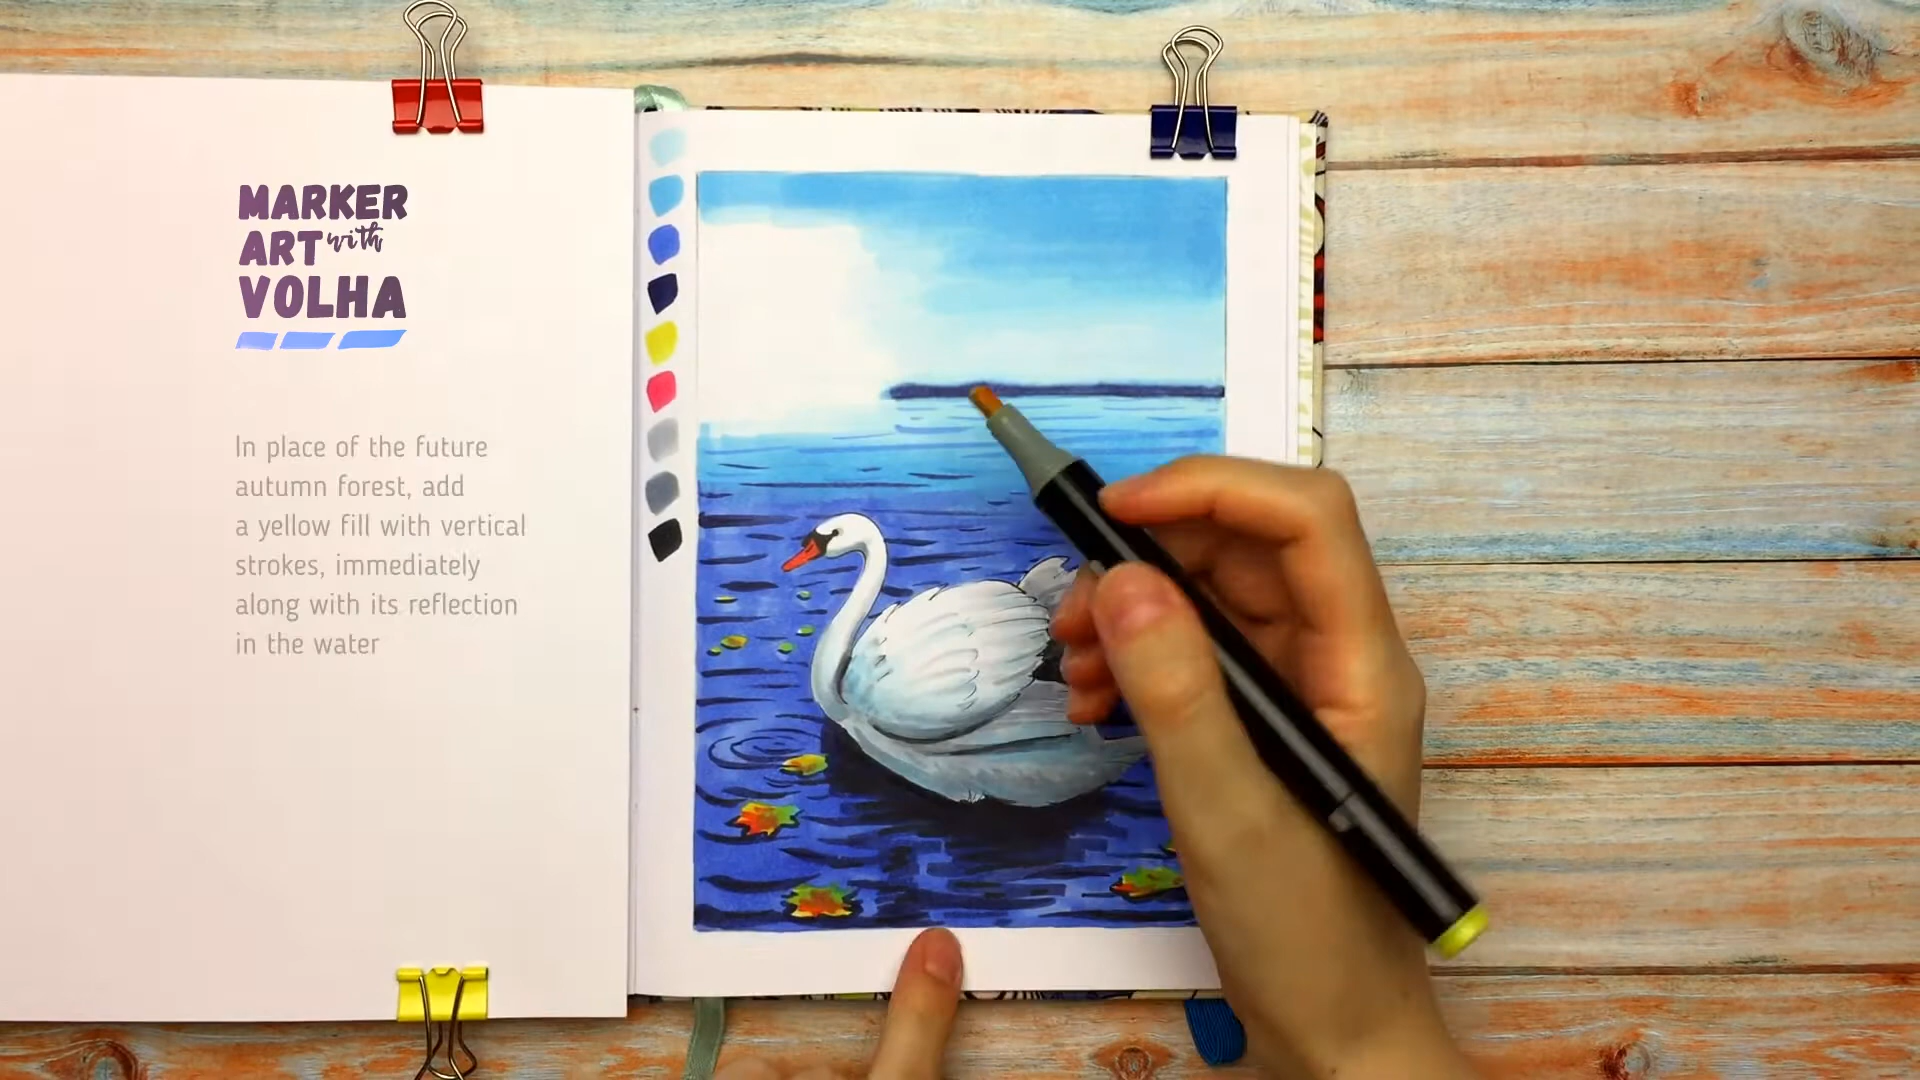 MARKER
ART with
VOLHA
In place of the future
autumn forest, add
a yellow fill with vertical
strokes, immediately
along with its reflection
in the water